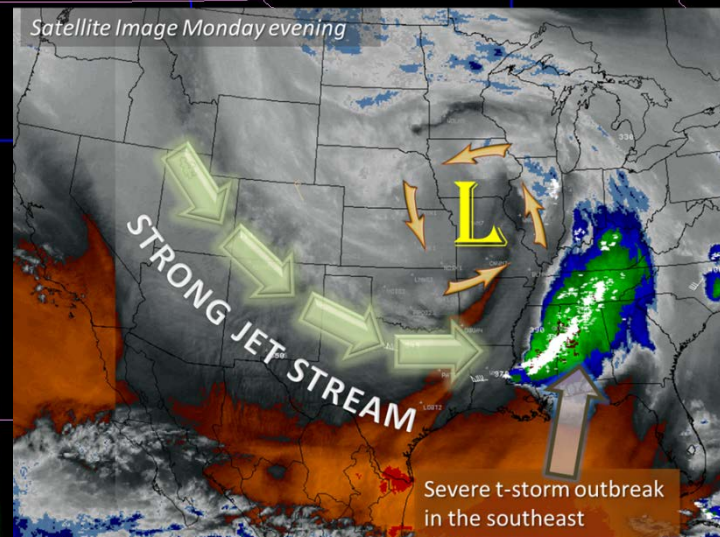 Satellite Image Monday evening
L
STRONG JET STREAM
Severe t-storm outbreak
in the southeast